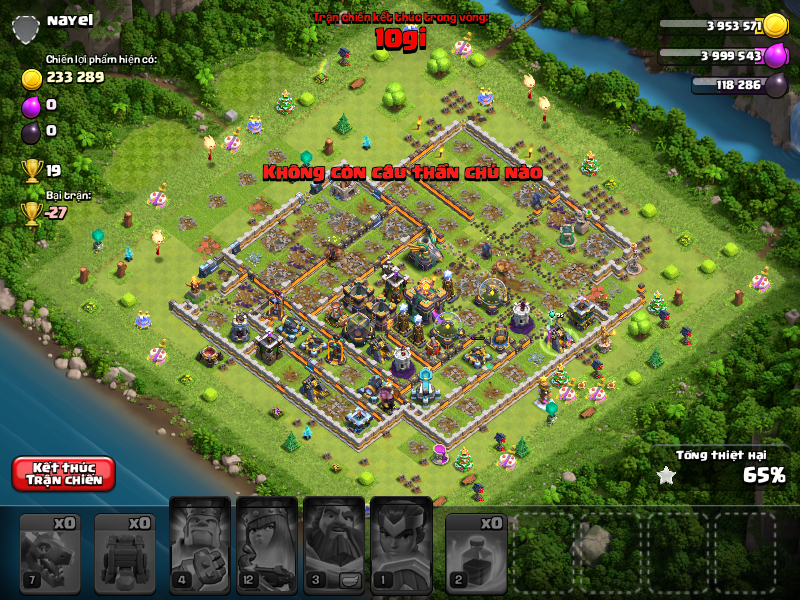 nayel
Chiến lợi phẩm hiện có:
233 289
0
0
19
Bại trận:
-27
Trận chiến kết thúc trong vòng:
10gi
3 953 571
3 999 543
118 286
Không còn câu thần chú nào
Kết thúc
Trận chiến
Tổng thiệt hại
65%
x0
7
x0
4
12
3
1
x0
2